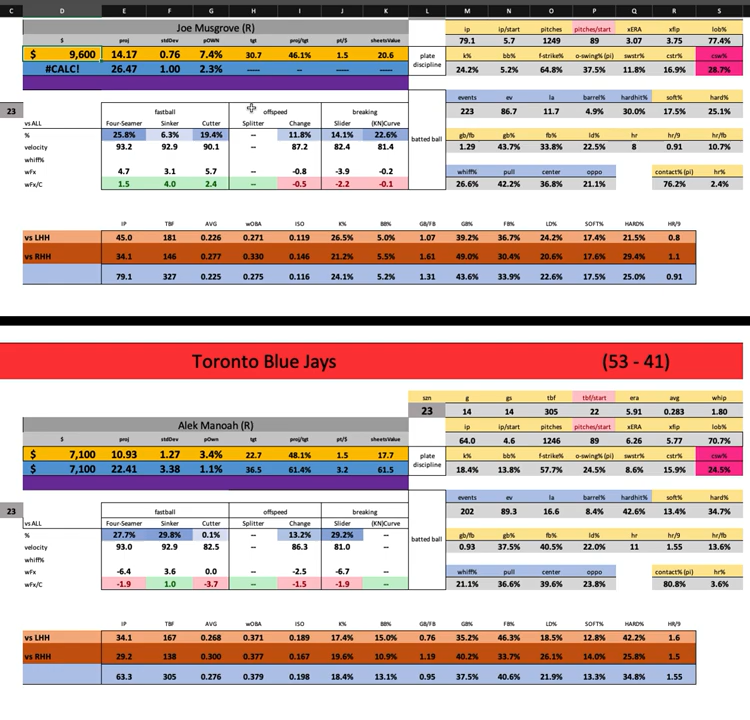 C D E F G H I J K L M N O P Q R S
Joe Musgrove (R) ip ip/start pitches pitches/start xERA xfip lob%
$ proj stdDev pOWN tgt proj/tgt pt/$ sheetsValue 79.1 5.7 1249 89 3.07 3.75 77.4%
$ 9,600 14.17 0.76 7.4% 30.7 46.1% 1.5 20.6 plate discipline k% bb% f-strike% o-swing% (pi) swstr% cstr% csw%
#CALC! 26.47 1.00 2.3% ---- -- -- ---- 24.2% 5.2% 64.8% 37.5% 11.8% 16.9% 28.7%
events ev la barrel% hardhit% soft% hard%
23 fastball offspeed breaking 223 86.7 11.7 4.9% 30.0% 17.5% 25.1%
vs ALL Four-Seamer Sinker Cutter Splitter Change Slider (KN)Curve batted ball gb/fb gb% fb% ld% hr hr/9 hr/fb
% 25.8% 6.3% 19.4% -- 11.8% 14.1% 22.6% 1.29 43.7% 33.8% 22.5% 8 0.91 10.7%
velocity 93.2 92.9 90.1 -- 87.2 82.4 81.4
whiff% whiff% pull center oppo contact% (pi) hr%
wFx 4.7 3.1 5.7 -- -0.8 -3.9 -0.2
wFx/C 1.5 4.0 2.4 -- -0.5 -2.2 -0.1 26.6% 42.2% 36.8% 21.1% 76.2% 2.4%
IP TBF AVG wOBA ISO K% BB% GB/FB GB% FB% LD% SOFT% HARD% HR/9
vs LHH 45.0 181 0.226 0.271 0.119 26.5% 5.0% 1.07 39.2% 36.7% 24.2% 17.4% 21.5% 0.8
vs RHH 34.1 146 0.277 0.330 0.146 21.2% 5.5% 1.61 49.0% 30.4% 20.6% 17.6% 29.4% 1.1
79.1 327 0.225 0.275 0.116 24.1% 5.2% 1.31 43.6% 33.9% 22.6% 17.5% 25.0% 0.91
Toronto Blue Jays (53 - 41)
szn g gs tbf tbf/start era avg whip
23 14 14 305 22 5.91 0.283 1.80
Alek Manoah (R) ip ip/start pitches pitches/start xERA xfip lob%
$ proj stdDev pOwn tgt proj/tgt pt/$ sheetsValue 64.0 4.6 1246 89 6.26 5.77 70.7%
$ 7,100 10.93 1.27 3.4% 22.7 48.1% 1.5 17.7 plate discipline k% bb% f-strike% o-swing% (pi) swstr% cstr% csw%
$ 7,100 22.41 3.38 1.1% 36.5 61.4% 3.2 61.5 18.4% 13.8% 57.7% 24.5% 8.6% 15.9% 24.5%
events ev la barrel% hardhit% soft% hard%
23 fastball offspeed breaking 202 89.3 16.6 8.4% 42.6% 13.4% 34.7%
vs ALL Four-Seamer Sinker Cutter Splitter Change Slider (KN)Curve batted ball gb/fb gb% fb% ld% hr hr/9 hr/fb
% 27.7% 29.8% 0.1% -- 13.2% 29.2% -- 0.93 37.5% 40.5% 22.0% 11 1.55 13.6%
velocity 93.0 92.9 82.5 -- 86.3 81.0 --
whiff% whiff% pull center oppo contact% (pi) hr%
wFx -6.4 3.6 0.0 -- -2.5 -6.7 --
wFx/C -1.9 1.0 -3.7 -- -1.5 -1.9 -- 21.1% 36.6% 39.6% 23.8% 80.8% 3.6%
IP TBF AVG wOBA ISO K% BB% GB/FB GB% FB% LD% SOFT% HARD% HR/9
vs LHH 34.1 167 0.268 0.371 0.189 17.4% 15.0% 0.76 35.2% 46.3% 18.5% 12.8% 42.2% 1.6
vs RHH 29.2 138 0.300 0.377 0.167 19.6% 10.9% 1.19 40.2% 33.7% 26.1% 14.0% 25.8% 1.5
63.3 305 0.276 0.379 0.198 18.4% 13.1% 0.95 37.5% 40.6% 21.9% 13.3% 34.8% 1.55